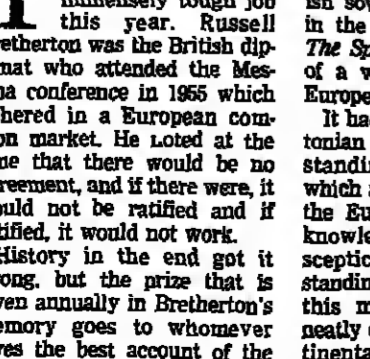 immensely tough job
this year. Russell
etherton was the British dip-
mat who attended the Mes-
na conference in 1955 which
hered in a European com-
on market. He noted at the
me that there would be no
reement, and if there were, it
ould not be ratified and if
tified, it would not work.
History in the end got it
ong, but the prize that is
ven annually in Bretherton's
emory goes to whomever
ves the best account of the
ish sov
in the
The Sp
of a v
Europe
It ha
tonian
standin
which a
the Eu
knowle
sceptic
standin
this m
neatly
tinenta